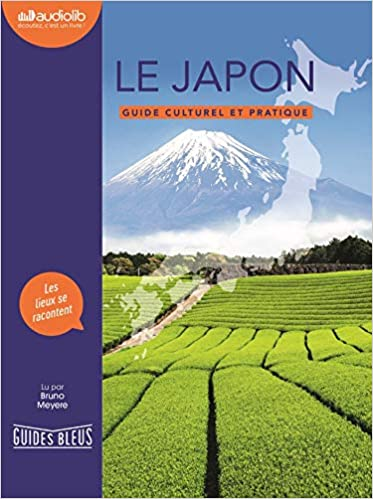 audiolib
écoutez, c'est un livre !
LE JAPON
GUIDE CULTUREL ET PRATIQUE
Les
lieux se
racontent
Lu par
Bruno
Meyere
GUIDES BLEUS